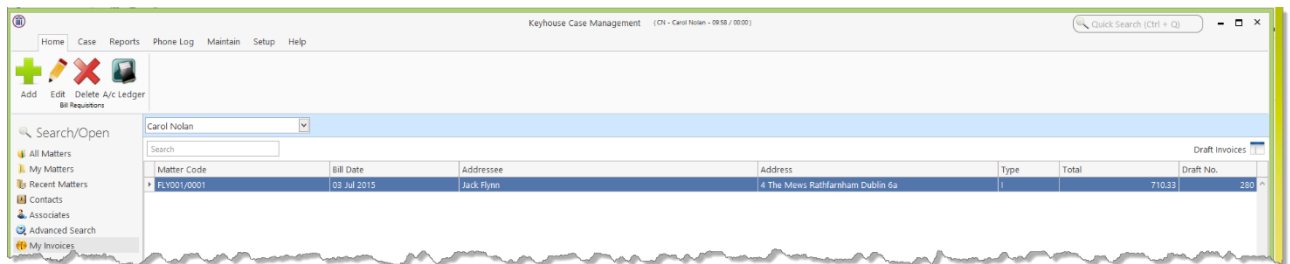 Keyhouse Case Management (CN - Carol Nolan - 09:58 / 00:00)
Quick Search (Ctrl + Q)
Home Case Reports Phone Log Maintain Setup Help
Add Edit Delete A/c Ledger
Bill Requisitions
Search/Open
Carol Nolan
Search
Draft Invoices
All Matters
My Matters
Recent Matters
Contacts
Associates
Advanced Search
My Invoices
Matter Code Bill Date Addressee Address Type Total Draft No.
FLY001/0001 03 Jul 2015 Jack Flynn 4 The Mews Rathfarnham Dublin 6a I 710.33 280